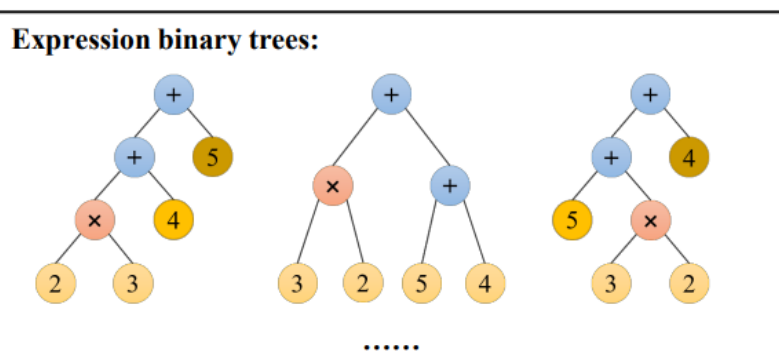 Expression binary trees:
+ + +
+ 5 × + + 4
× 4 5 ×
2 3 3 2 5 4 3 2
......